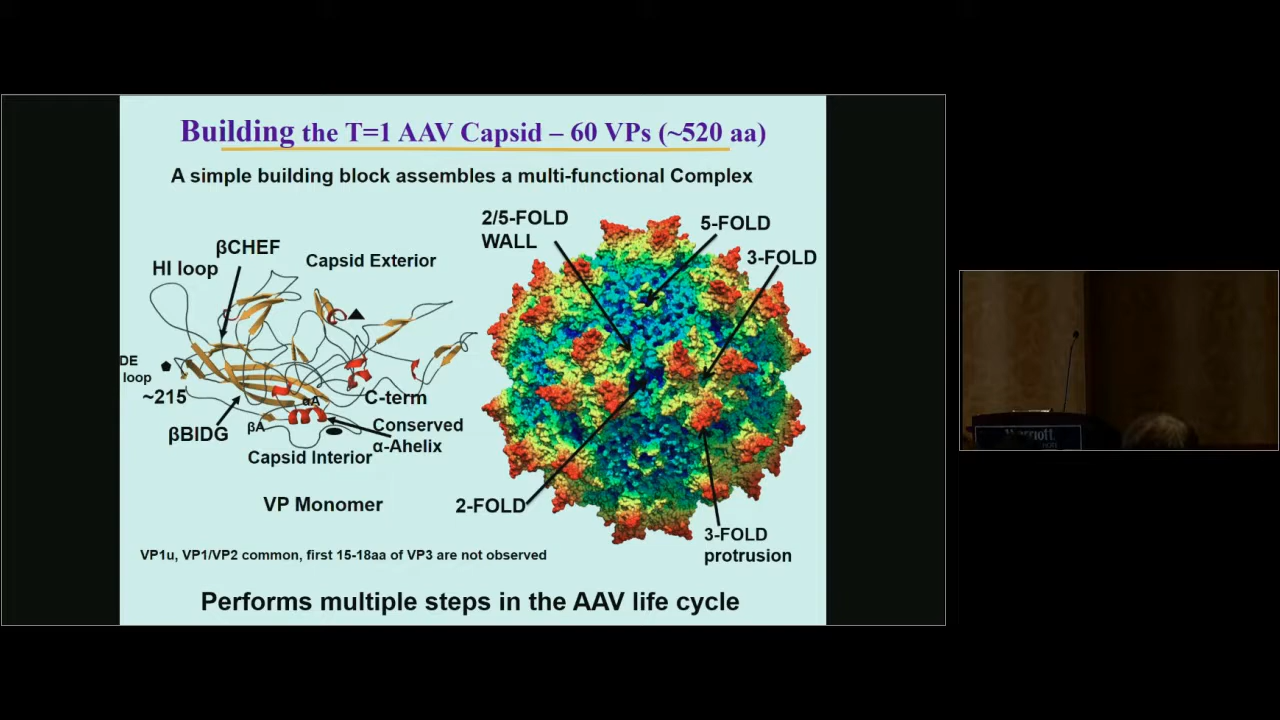 Building the T=1 AAV Capsid – 60 VPs (~520 aa)
A simple building block assembles a multi-functional Complex
βCHEF
HI loop
Capsid Exterior
DE
loop
~215
βBIDG
βA
αA
C-term
Conserved
α-Ahelix
Capsid Interior
VP Monomer
2/5-FOLD
WALL
5-FOLD
3-FOLD
2-FOLD
3-FOLD
protrusion
VP1u, VP1/VP2 common, first 15-18aa of VP3 are not observed
Performs multiple steps in the AAV life cycle
Marriott